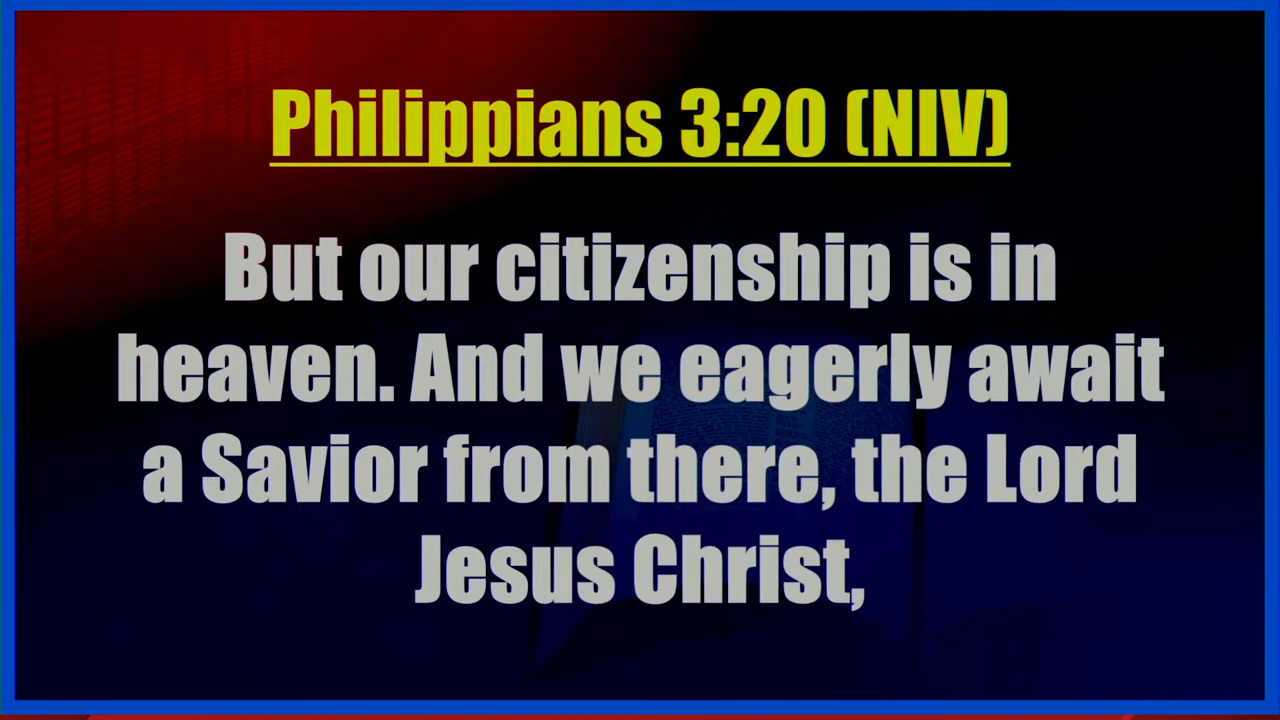 Philippians 3:20 (NIV)
But our citizenship is in
heaven. And we eagerly await
a Savior from there, the Lord
Jesus Christ,